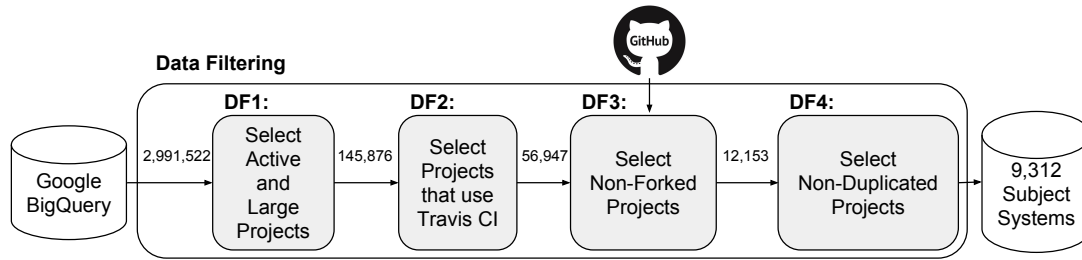 GitHub
Data Filtering
DF1:
DF2:
DF3:
DF4:
Google
BigQuery
2,991,522
Select
Active
and
Large
Projects
145,876
Select
Projects
that use
Travis CI
56,947
Select
Non-Forked
Projects
12,153
Select
Non-Duplicated
Projects
9,312
Subject
Systems